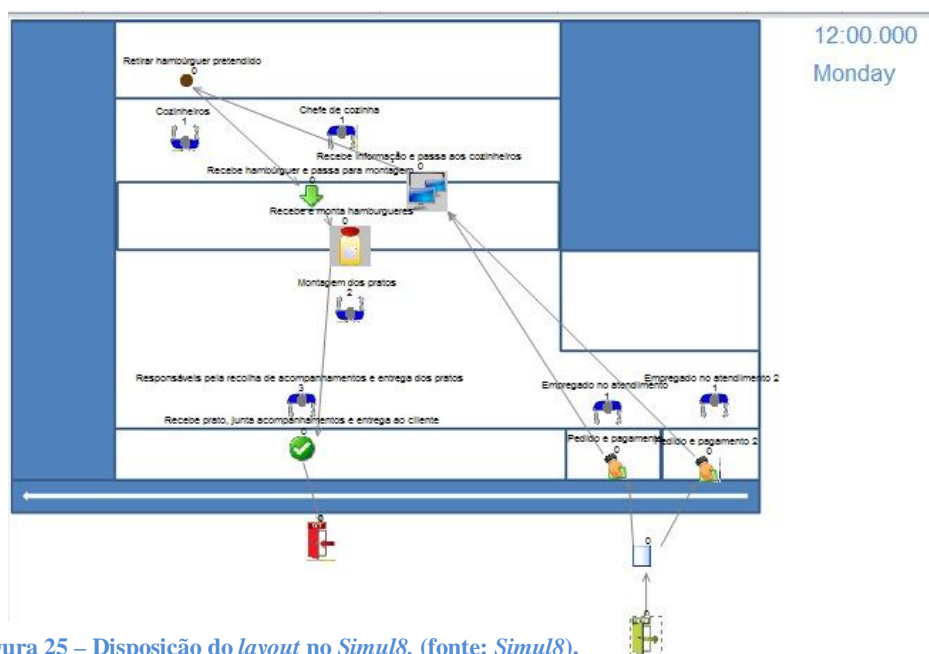 12:00.000
Monday
Retirar hambúrguer pretendido
0
Cozinheiros
1
Chefe de cozinha
1
Recebe informação e passa aos cozinheiros
0
Recebe hambúrguer e passa para montagem
0
Recebe e monta hamburgueres
0
Montagem dos pratos
2
Responsáveis pela recolha de acompanhamentos e entrega dos pratos
3
Empregado no atendimento
1
Empregado no atendimento 2
1
Recebe prato, junta acompanhamentos e entrega ao cliente
0
Pedido e pagamento
0
Pedido e pagamento 2
0
0
0
gura 25 – Disposição do layout no Simul8. (fonte: Simul8).